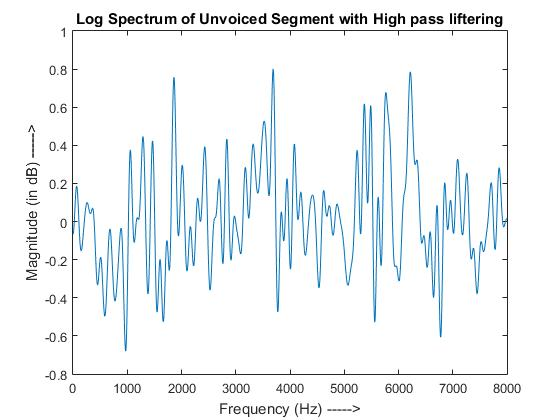 Log Spectrum of Unvoiced Segment with High pass liftering
Magnitude (in dB) ----->
1
0.8
0.6
0.4
0.2
0
-0.2
-0.4
-0.6
-0.8
0 1000 2000 3000 4000 5000 6000 7000 8000
Frequency (Hz) ----->